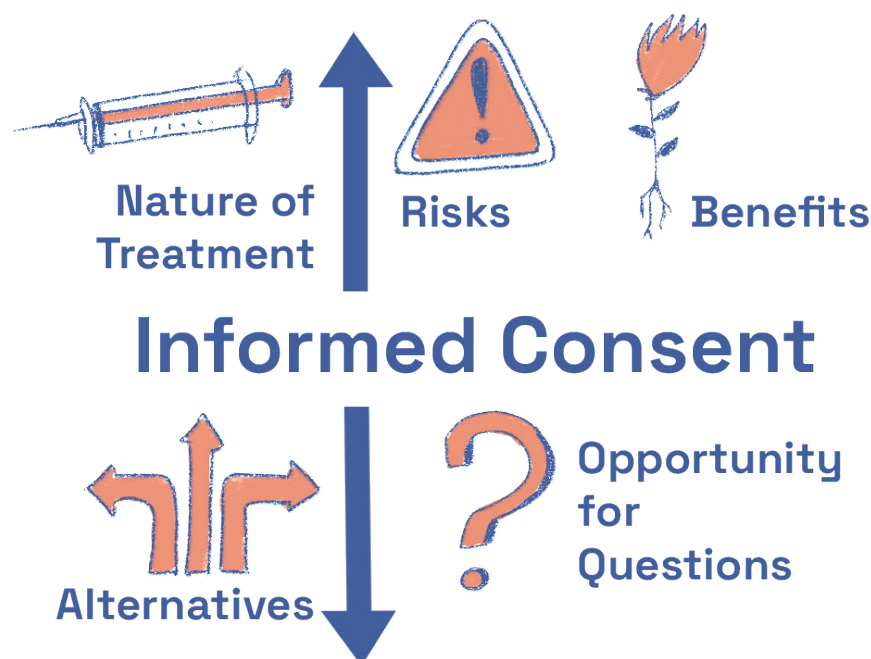 Nature of
Treatment
Risks
Benefits
Informed Consent
Alternatives
Opportunity
for
Questions